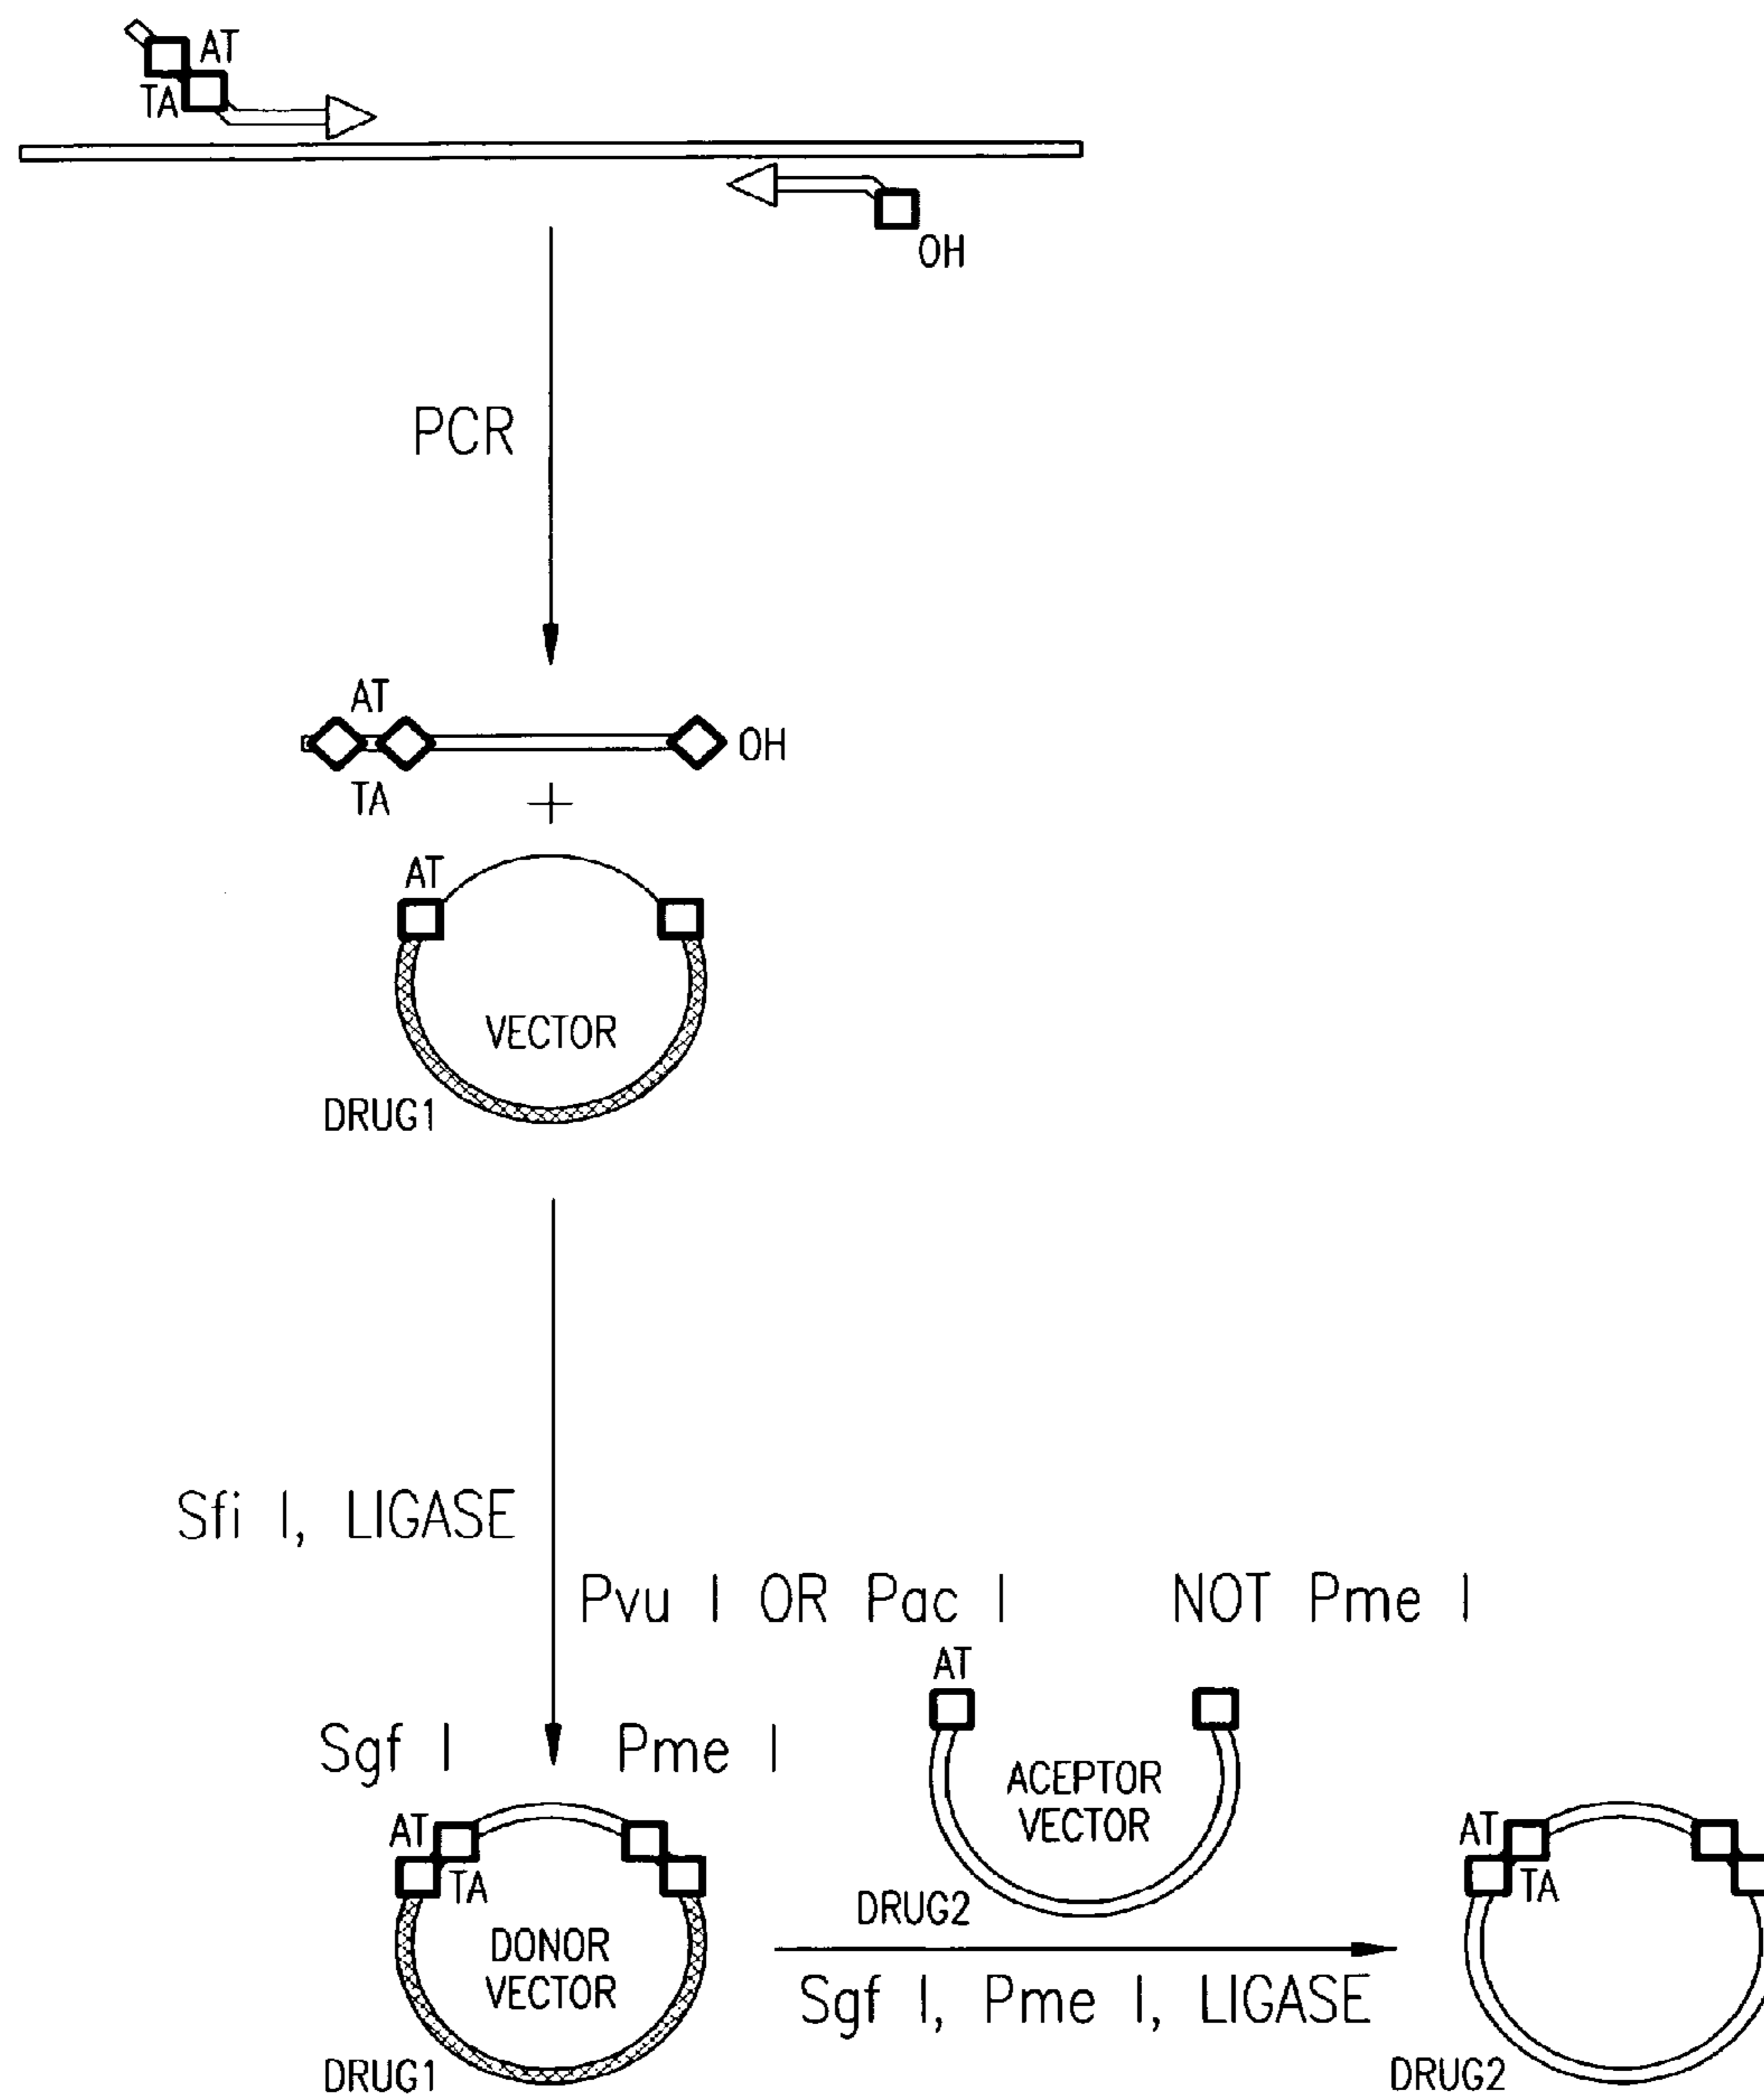 AT
TA
OH
PCR
AT
OH
TA
+
AT
VECTOR
DRUG1
Sfi I, LIGASE
Pvu I OR Pac I NOT Pme I
AT
Sgf I Pme I
ACEPTOR
VECTOR
DRUG2
AT
TA
DONOR
VECTOR
DRUG1
Sgf I, Pme I, LIGASE
AT
TA
DRUG2